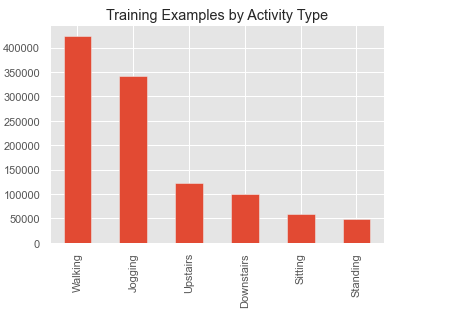 Training Examples by Activity Type
400000
350000
300000
250000
200000
150000
100000
50000
0
Walking
Jogging
Upstairs
Downstairs
Sitting
Standing